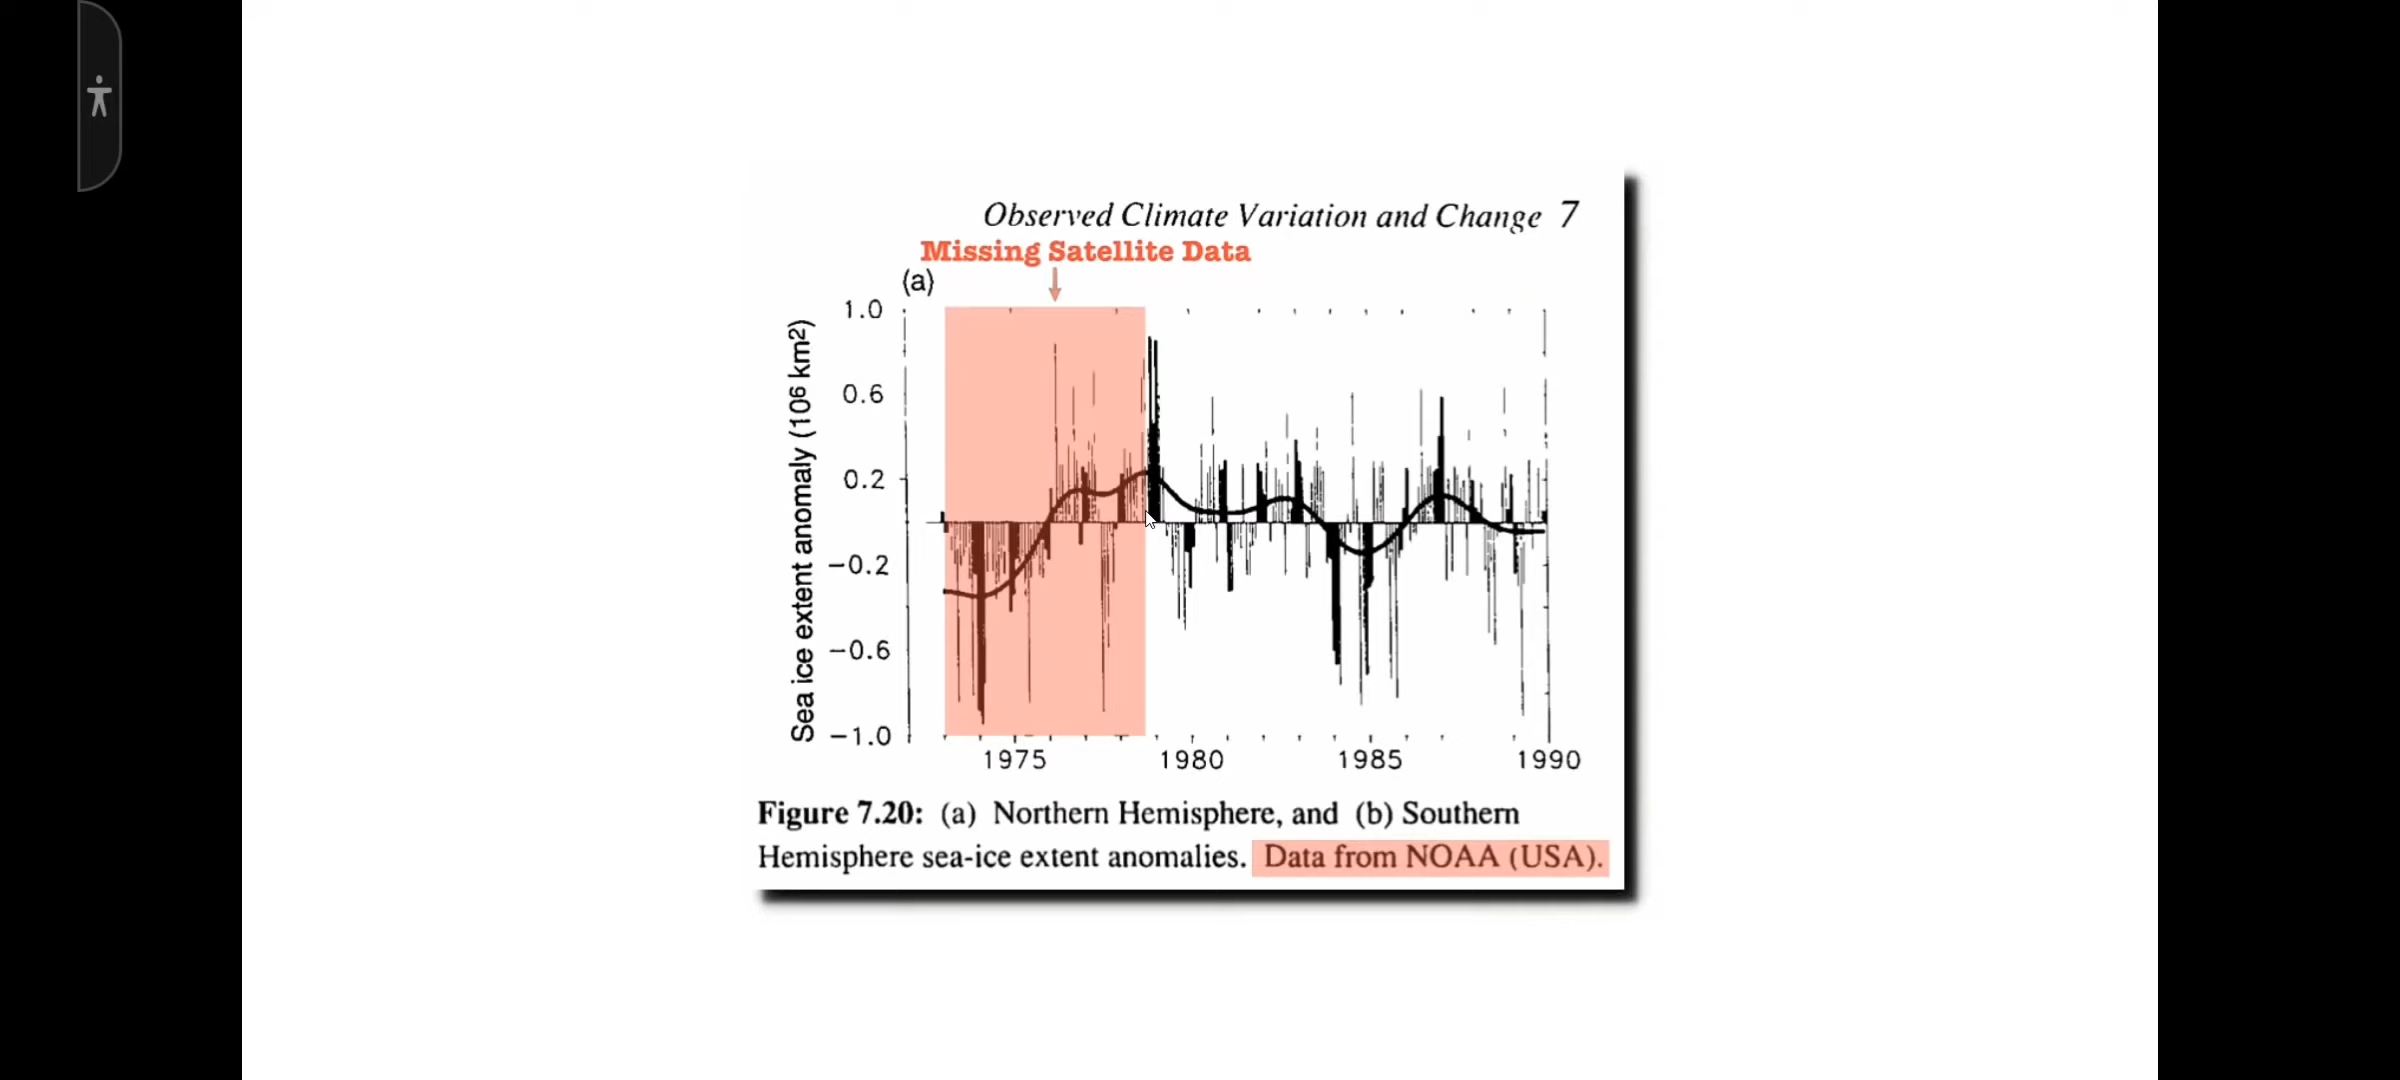 Observed Climate Variation and Change 7
Missing Satellite Data
(a)
Sea ice extent anomaly (10⁶ km²)
1.0
0.6
0.2
−0.2
−0.6
−1.0
1975 1980 1985 1990
Figure 7.20: (a) Northern Hemisphere, and (b) Southern
Hemisphere sea-ice extent anomalies. Data from NOAA (USA).